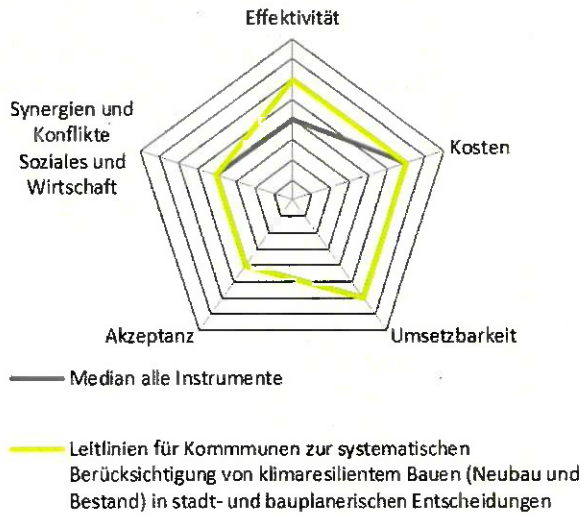 Effektivität
Synergien und
Konflikte
Soziales und
Wirtschaft
Kosten
Akzeptanz
Umsetzbarkeit
Median alle Instrumente
Leitlinien für Kommmunen zur systematischen
Berücksichtigung von klimaresilientem Bauen (Neubau und
Bestand) in stadt- und bauplanerischen Entscheidungen